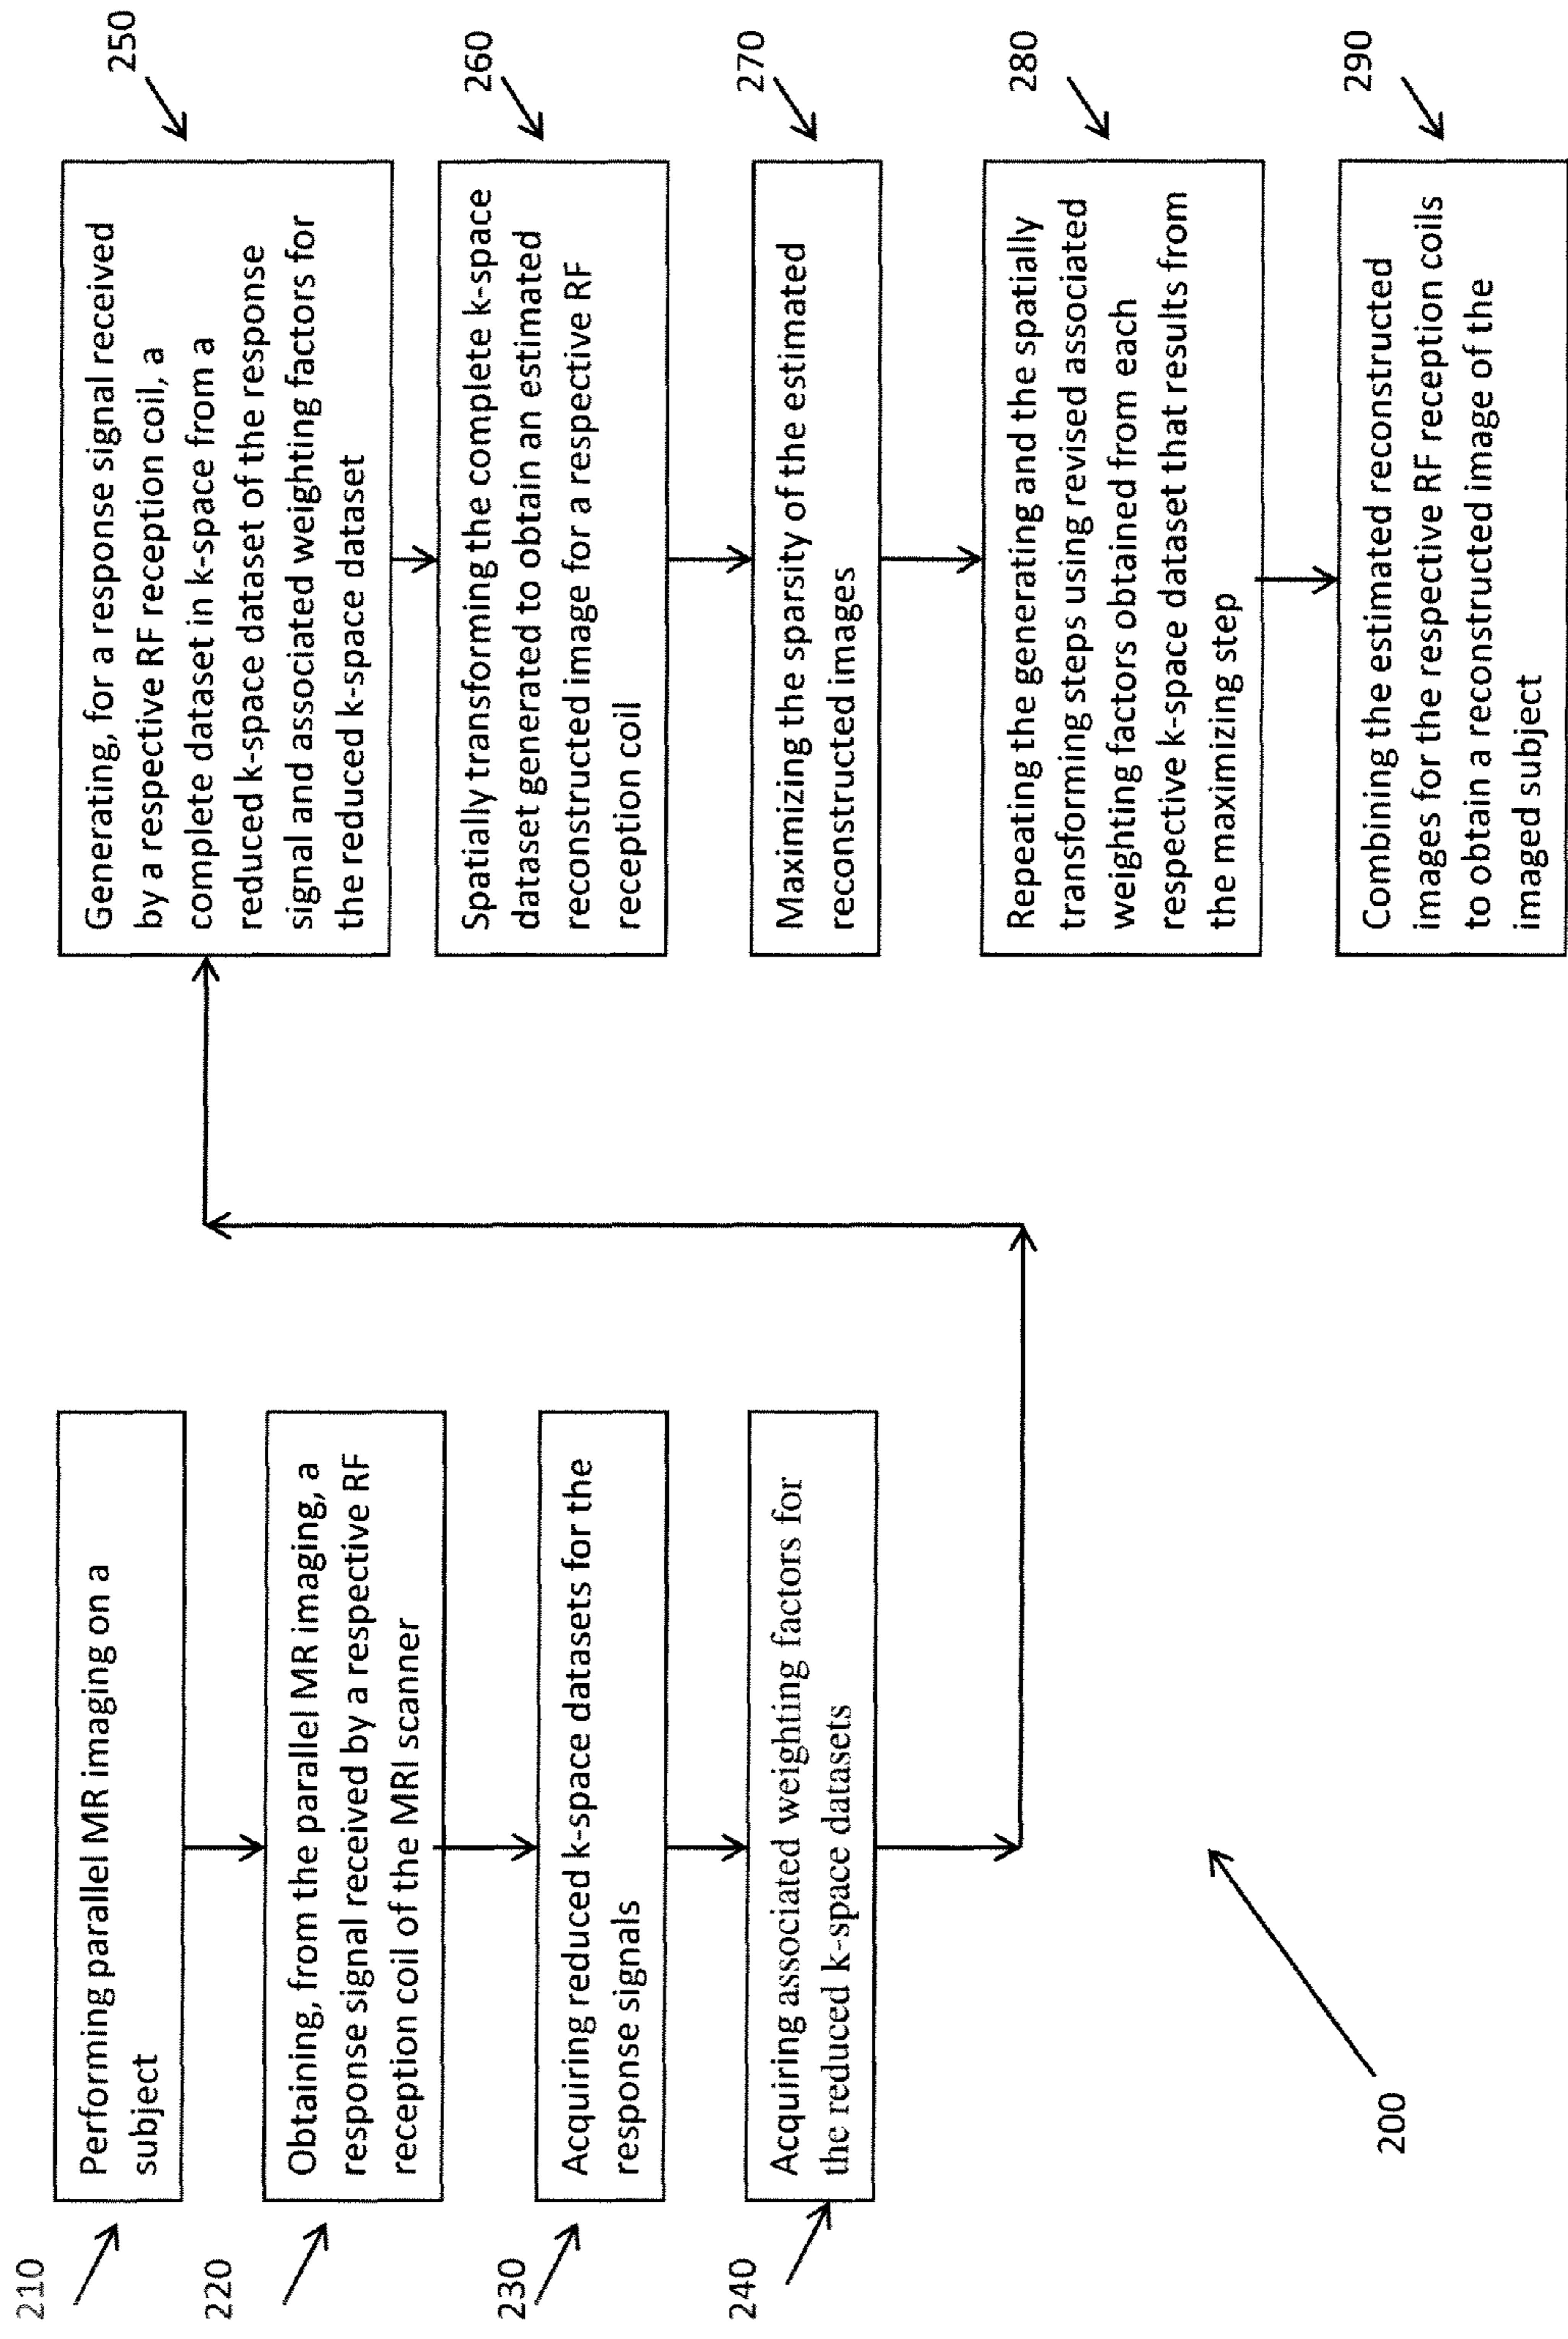 210
Performing parallel MR imaging on a
subject
220
Obtaining, from the parallel MR imaging, a
response signal received by a respective RF
reception coil of the MRI scanner
230
Acquiring reduced k-space datasets for the
response signals
240
Acquiring associated weighting factors for
the reduced k-space datasets
250
Generating, for a response signal received
by a respective RF reception coil, a
complete dataset in k-space from a
reduced k-space dataset of the response
signal and associated weighting factors for
the reduced k-space dataset
260
Spatially transforming the complete k-space
dataset generated to obtain an estimated
reconstructed image for a respective RF
reception coil
270
Maximizing the sparsity of the estimated
reconstructed images
280
Repeating the generating and the spatially
transforming steps using revised associated
weighting factors obtained from each
respective k-space dataset that results from
the maximizing step
290
Combining the estimated reconstructed
images for the respective RF reception coils
to obtain a reconstructed image of the
imaged subject
200